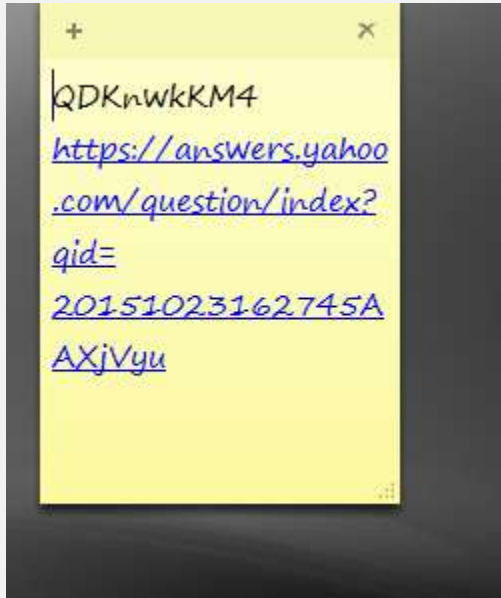 QDKnWkKM4
https://answers.yahoo
.com/question/index?
qid=
20151023162745A
AXjVyu